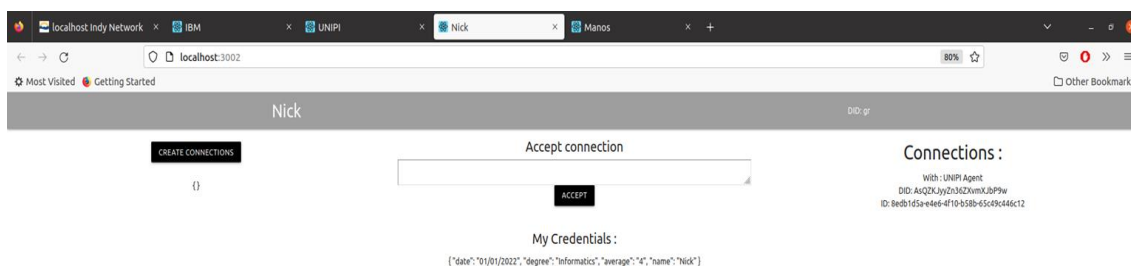 localhost Indy Network
IBM
UNIPI
Nick
Manos
localhost:3002
80%
Most Visited
Getting Started
Other Bookmark
Nick
DID: gr
CREATE CONNECTIONS
{}
Accept connection
ACCEPT
Connections :
With : UNIPI Agent
DID: AsQZKJyyZn36ZXvmXJbP9w
ID: 8edb1d5a-e4e6-4f10-b58b-65c49c446c12
My Credentials :
{ "date": "01/01/2022", "degree": "Informatics", "average": "4", "name": "Nick" }